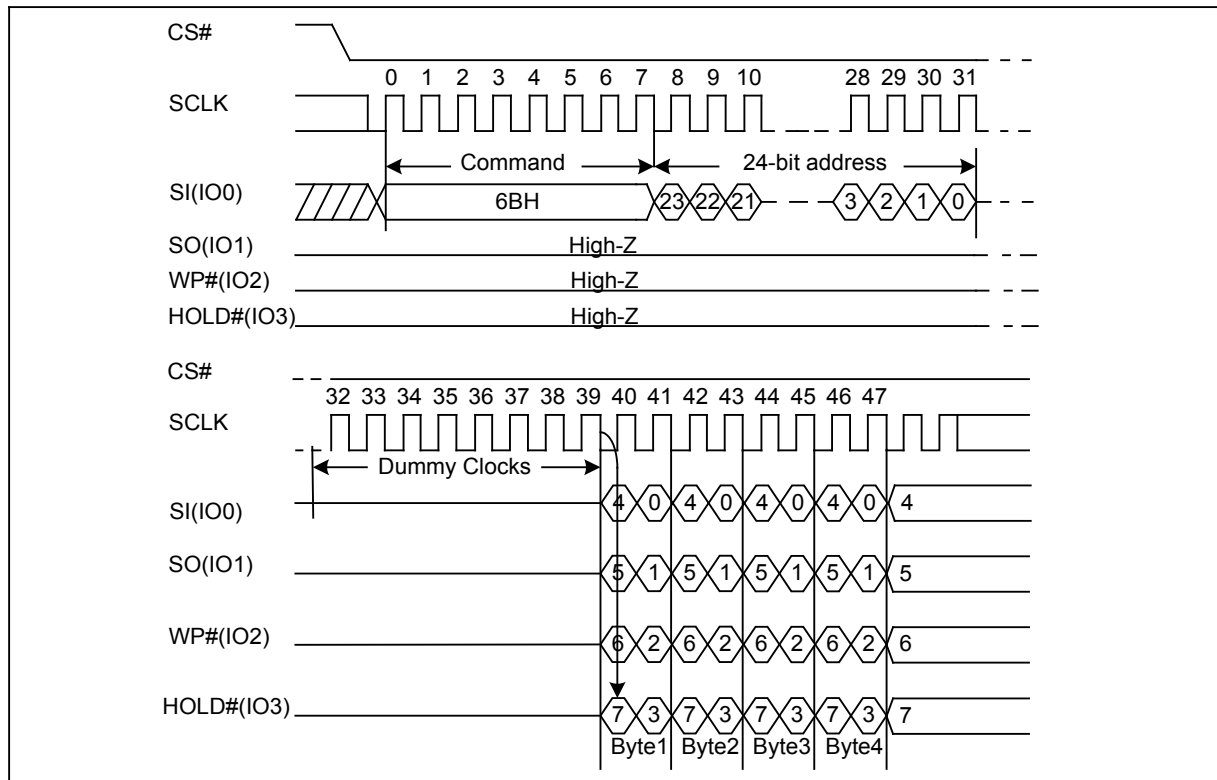 CS#
0 1 2 3 4 5 6 7 8 9 10 28 29 30 31
SCLK
Command 24-bit address
SI(IO0) 6BH 23 22 21 3 2 1 0
SO(IO1) High-Z
WP#(IO2) High-Z
HOLD#(IO3) High-Z
CS#
32 33 34 35 36 37 38 39 40 41 42 43 44 45 46 47
SCLK
Dummy Clocks
SI(IO0) 4 0 4 0 4 0 4 0 4
SO(IO1) 5 1 5 1 5 1 5 1 5
WP#(IO2) 6 2 6 2 6 2 6 2 6
HOLD#(IO3) 7 3 7 3 7 3 7 3 7
Byte1 Byte2 Byte3 Byte4